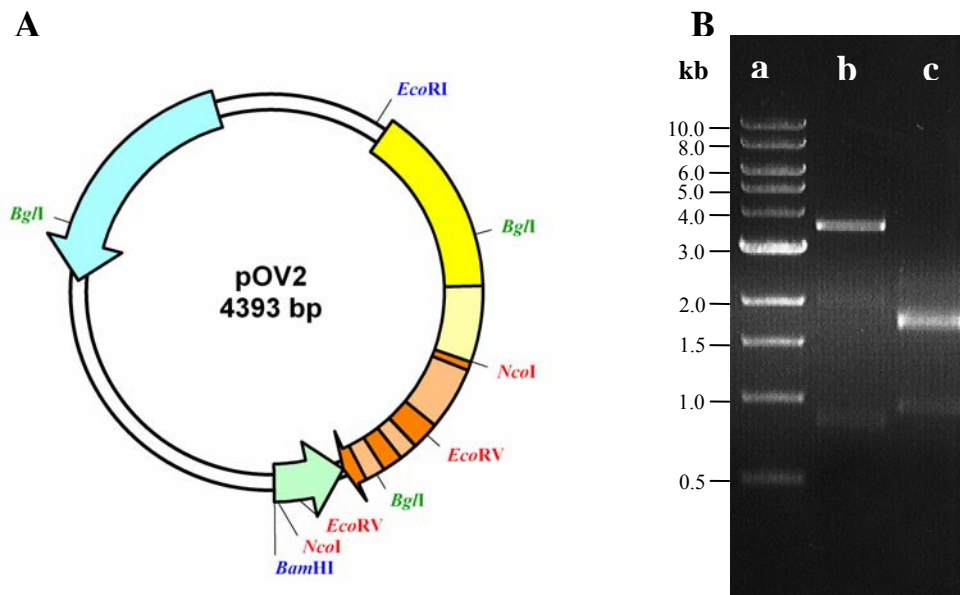 A
EcoRI
BglI
BglI
pOV2
4393 bp
NcoI
EcoRV
BglI
EcoRV
NcoI
BamHI
B
kb a b c
10.0
8.0
6.0
5.0
4.0
3.0
2.0
1.5
1.0
0.5